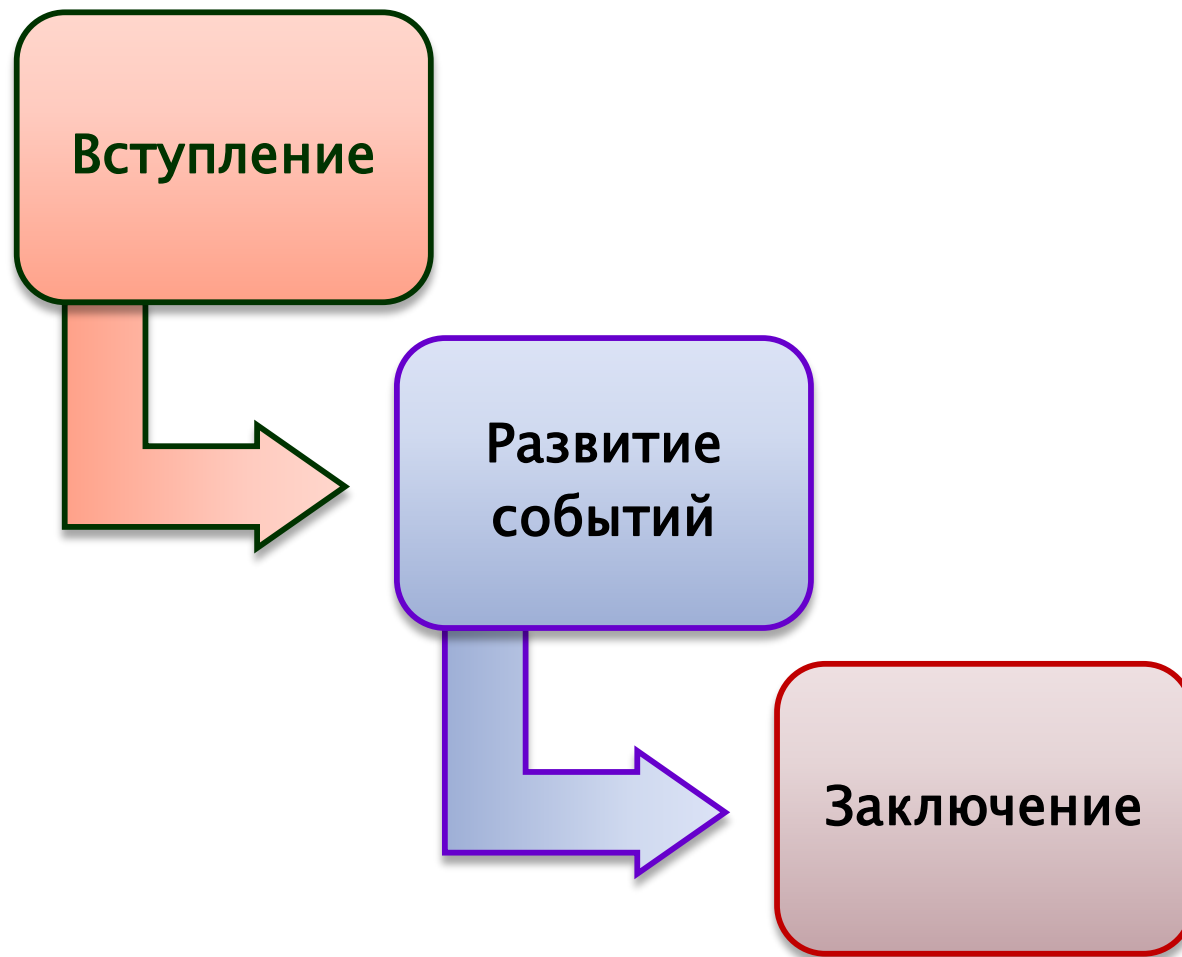 Вступление
Развитие
событий
Заключение